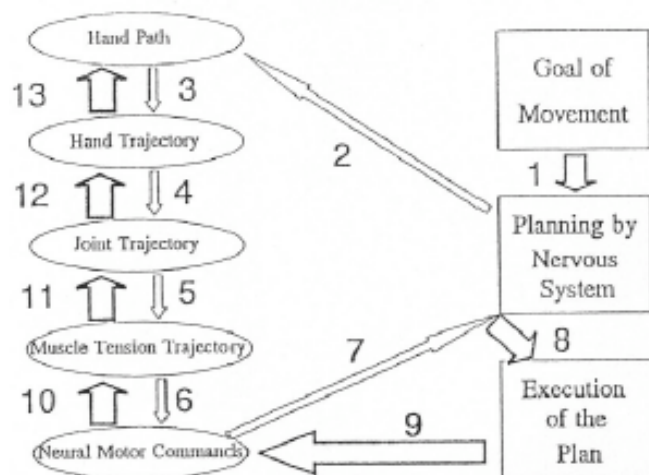 Hand Path
13
3
Hand Trajectory
12
4
Joint Trajectory
11
5
Muscle Tension Trajectory
10
6
Neural Motor Commands
2
7
9
Goal of
Movement
1
Planning by
Nervous
System
8
Execution
of the
Plan